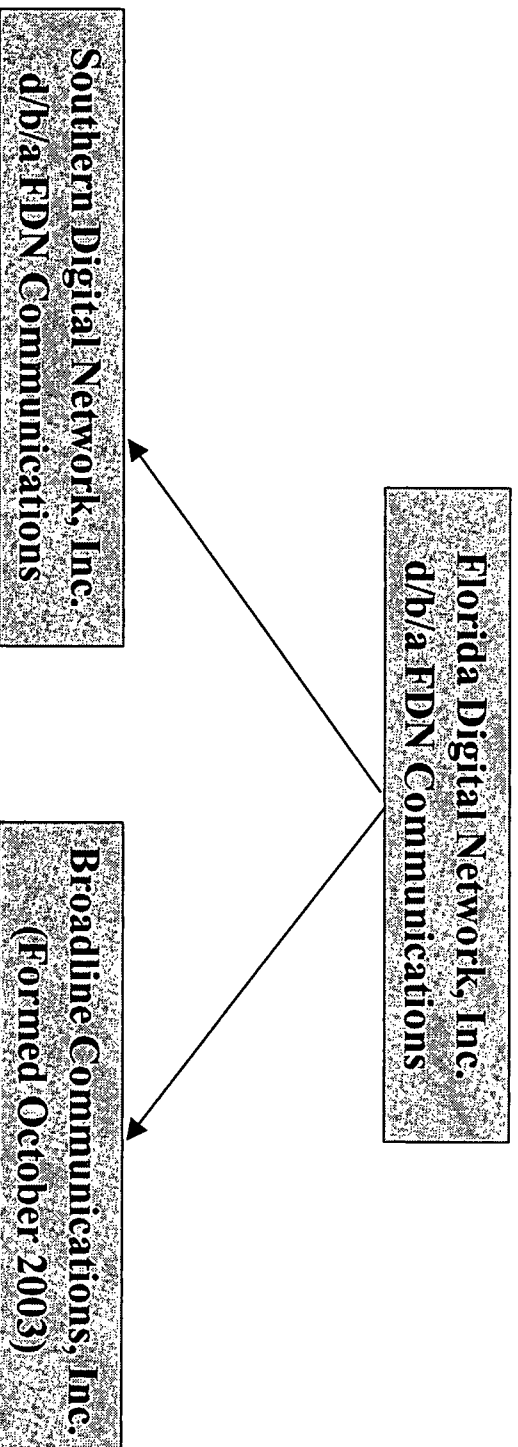 Florida Digital Network, Inc.
d/b/a FDN Communications
Southern Digital Network, Inc.
d/b/a FDN Communications
Broadline Communications, Inc.
(Formed October 2003)